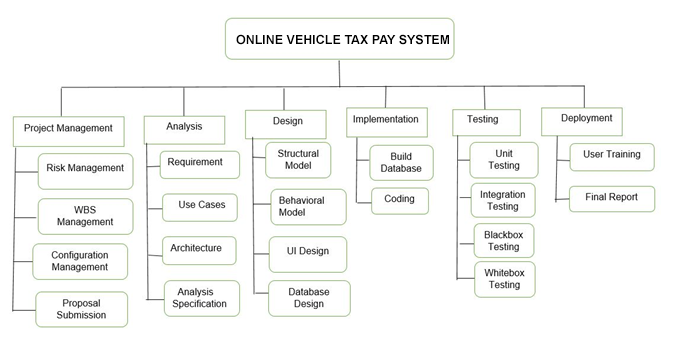 ONLINE VEHICLE TAX PAY SYSTEM
Project Management
Risk Management
WBS
Management
Configuration
Management
Proposal
Submission
Analysis
Requirement
Use Cases
Architecture
Analysis
Specification
Design
Structural
Model
Behavioral
Model
UI Design
Database
Design
Implementation
Build
Database
Coding
Testing
Unit
Testing
Integration
Testing
Blackbox
Testing
Whitebox
Testing
Deployment
User Training
Final Report